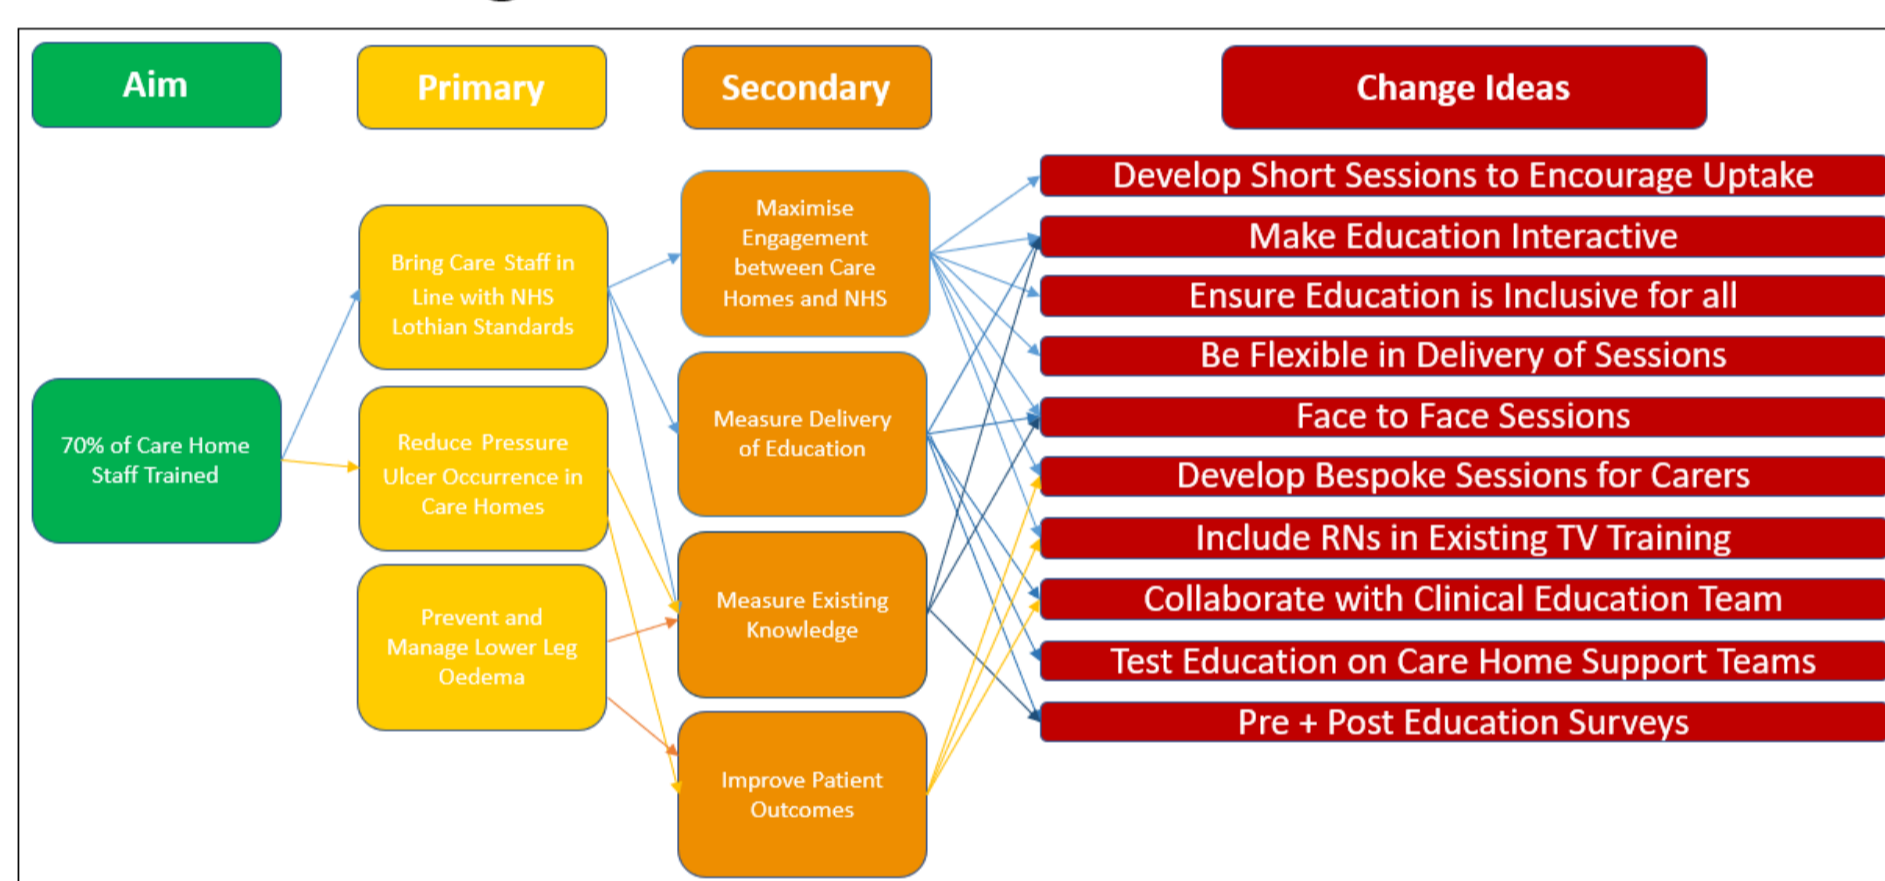 Aim
Primary
Secondary
Change Ideas
70% of Care Home
Staff Trained
Bring Care Staff in
Line with NHS
Lothian Standards
Reduce Pressure
Ulcer Occurrence in
Care Homes
Prevent and
Manage Lower Leg
Oedema
Maximise
Engagement
between Care
Homes and NHS
Measure Delivery
of Education
Measure Existing
Knowledge
Improve Patient
Outcomes
Develop Short Sessions to Encourage Uptake
Make Education Interactive
Ensure Education is Inclusive for all
Be Flexible in Delivery of Sessions
Face to Face Sessions
Develop Bespoke Sessions for Carers
Include RNs in Existing TV Training
Collaborate with Clinical Education Team
Test Education on Care Home Support Teams
Pre + Post Education Surveys